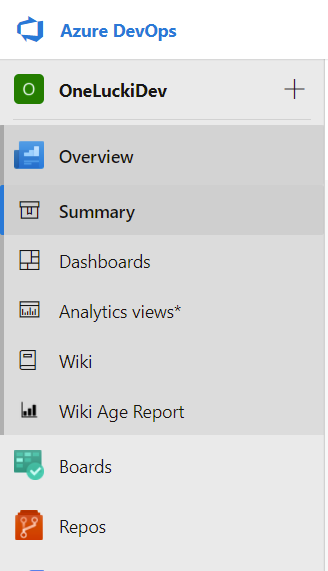 Azure DevOps
O OneLuckiDev +
Overview
Summary
Dashboards
Analytics views*
Wiki
Wiki Age Report
Boards
Repos